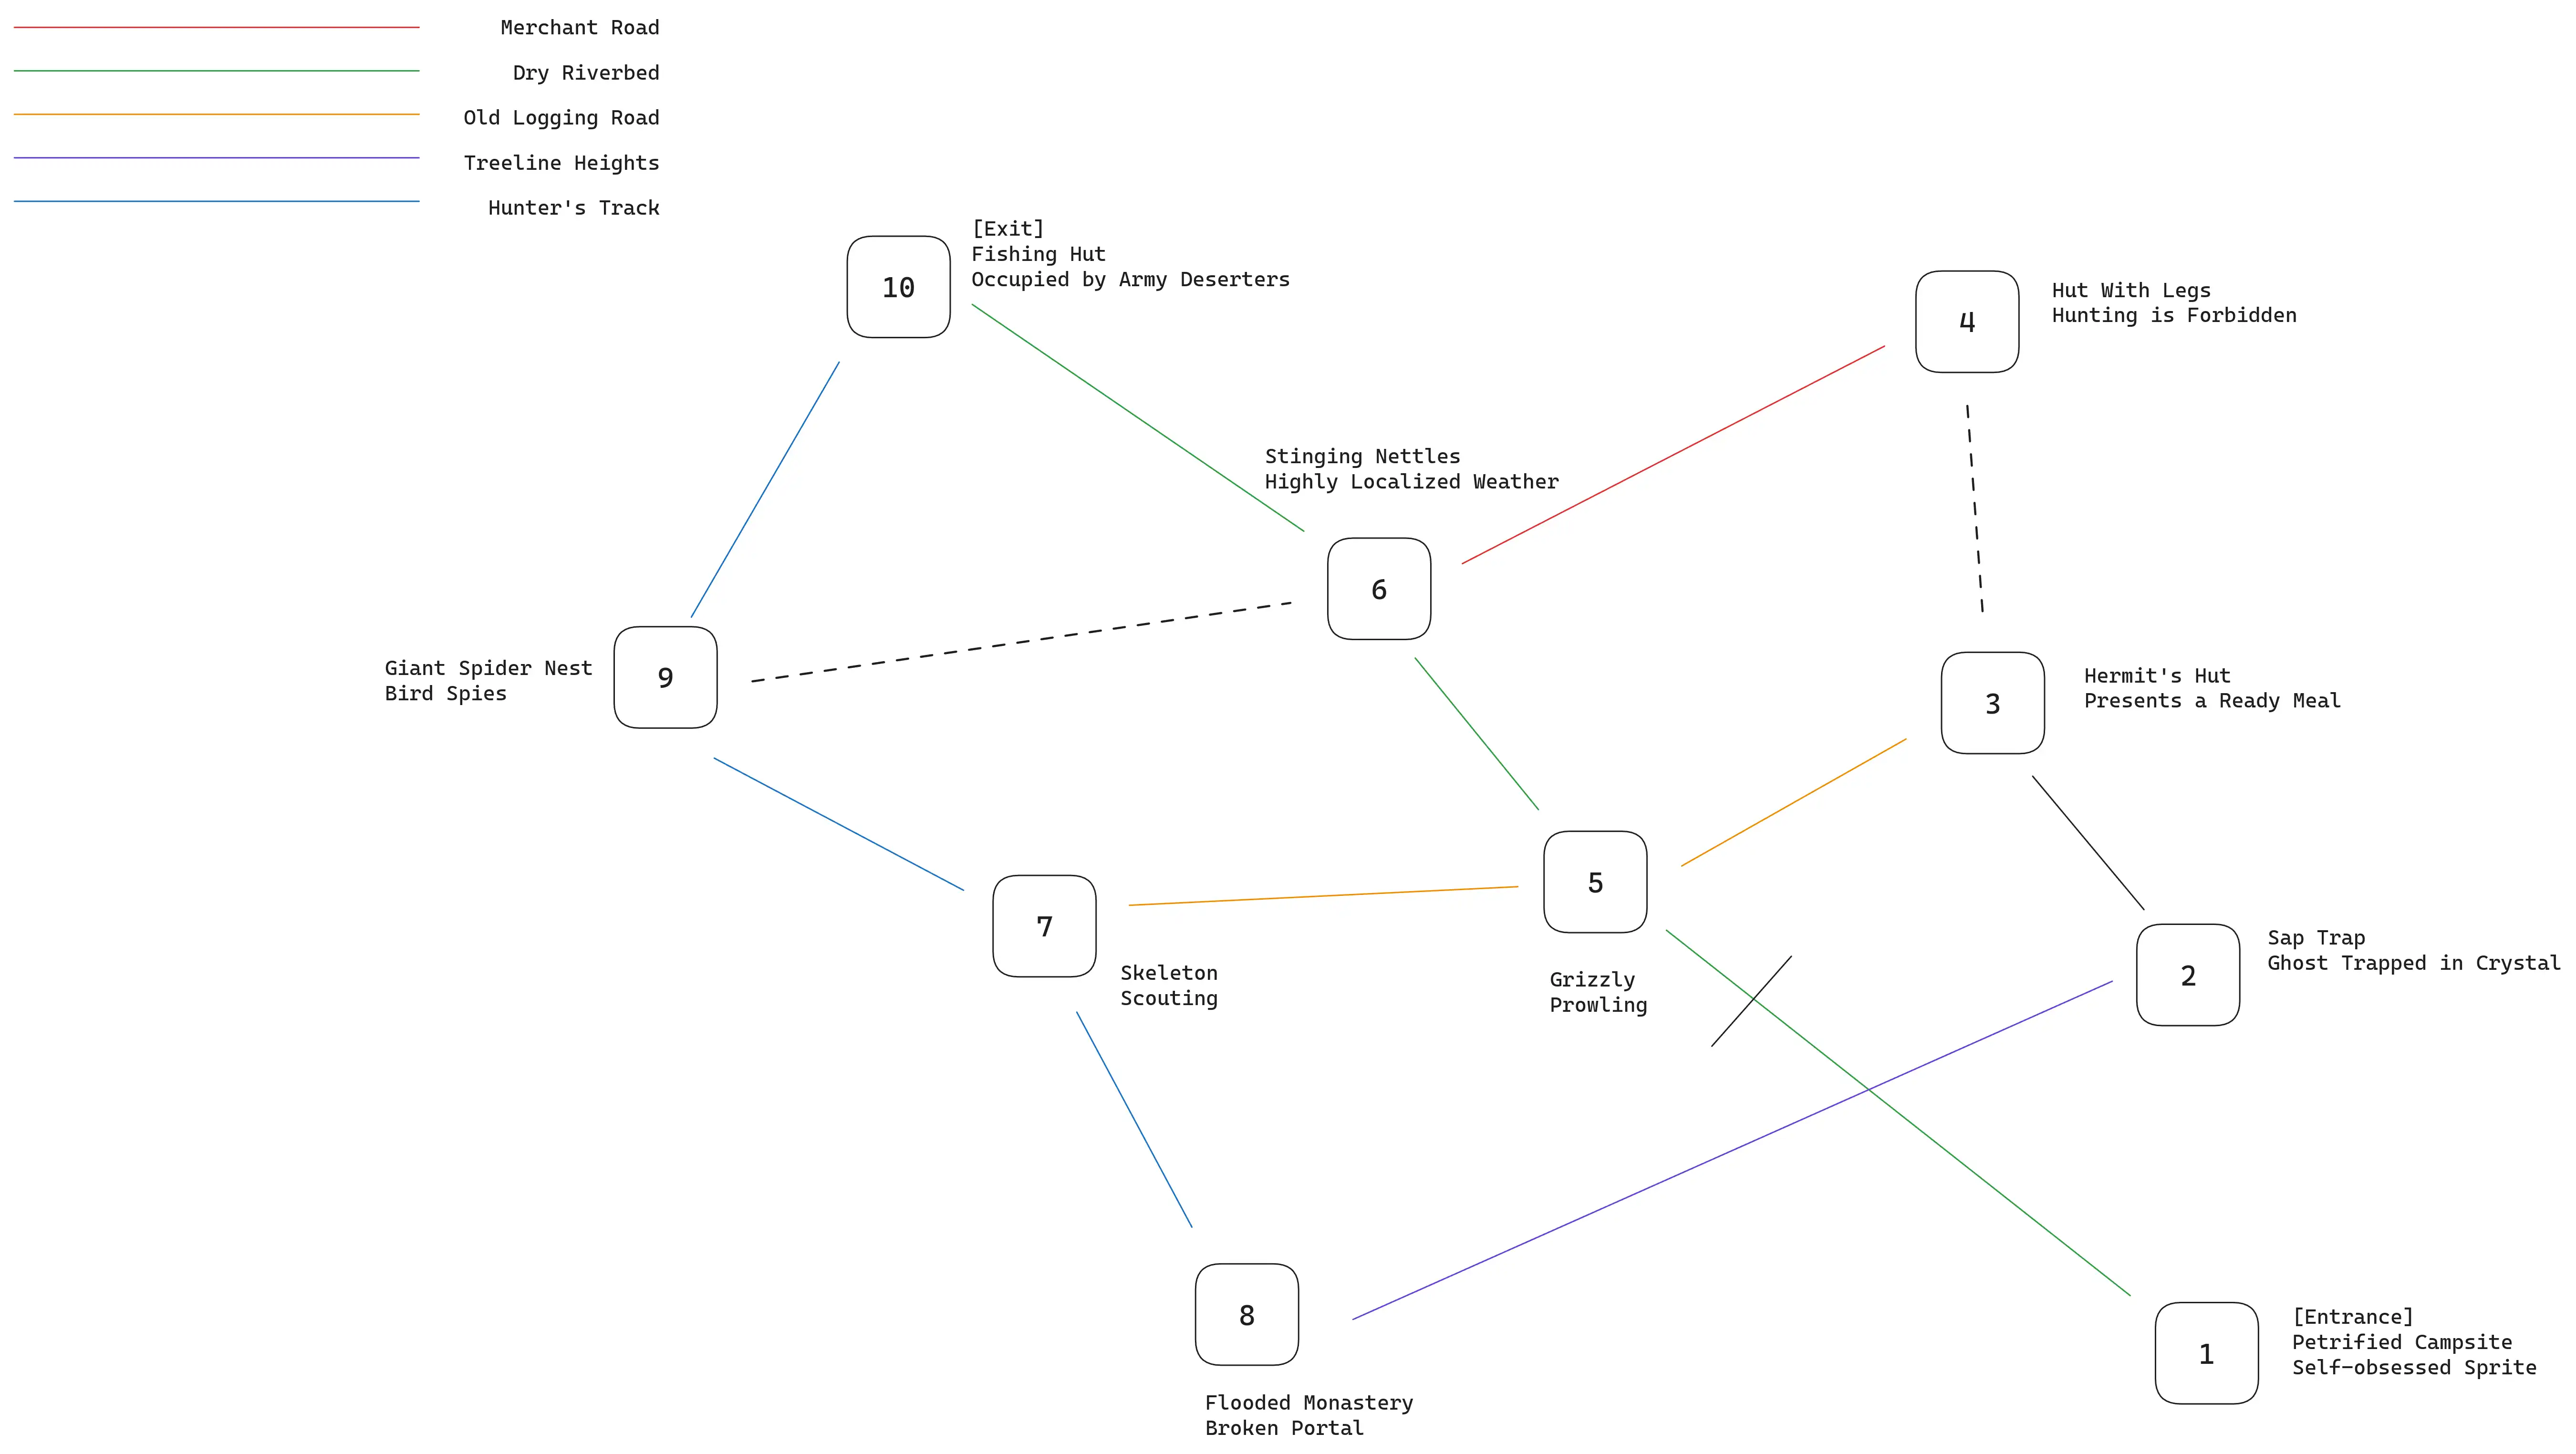 Merchant Road
Dry Riverbed
Old Logging Road
Treeline Heights
Hunter's Track
[Exit]
Fishing Hut
Occupied by Army Deserters
10
4
Hut With Legs
Hunting is Forbidden
Stinging Nettles
Highly Localized Weather
6
Giant Spider Nest
Bird Spies
9
3
Hermit's Hut
Presents a Ready Meal
7
Skeleton
Scouting
5
Grizzly
Prowling
2
Sap Trap
Ghost Trapped in Crystal
8
Flooded Monastery
Broken Portal
1
[Entrance]
Petrified Campsite
Self-obsessed Sprite